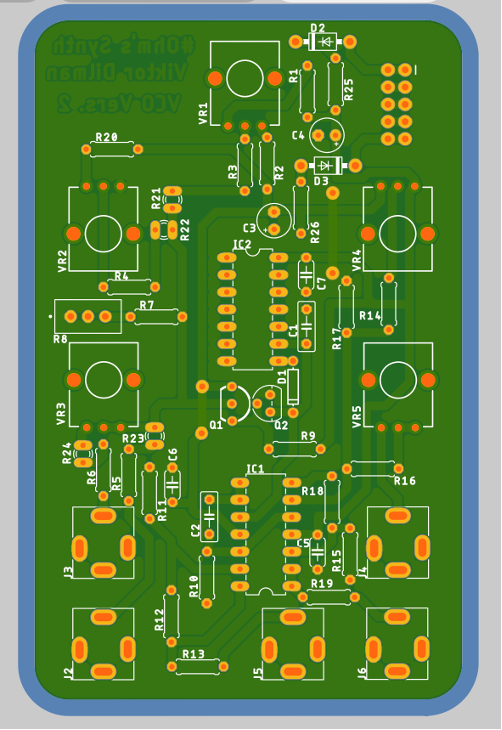 #Ohm's Synth
Viktor Dilman
VCO Vers. 2
D2
R1
R25
VR1
C4
+
R20
R3
R2
D3
R21
R22
C3
+
R26
VR2
VR4
IC2
C7
R4
R7
R8
C1
R17
R14
D1
VR3
VR5
Q1
Q2
R23
R24
R9
R6
R5
R11
C6
IC1
R18
R16
C2
C5
R15
J3
J4
R10
R19
R12
R13
J2
J5
J6